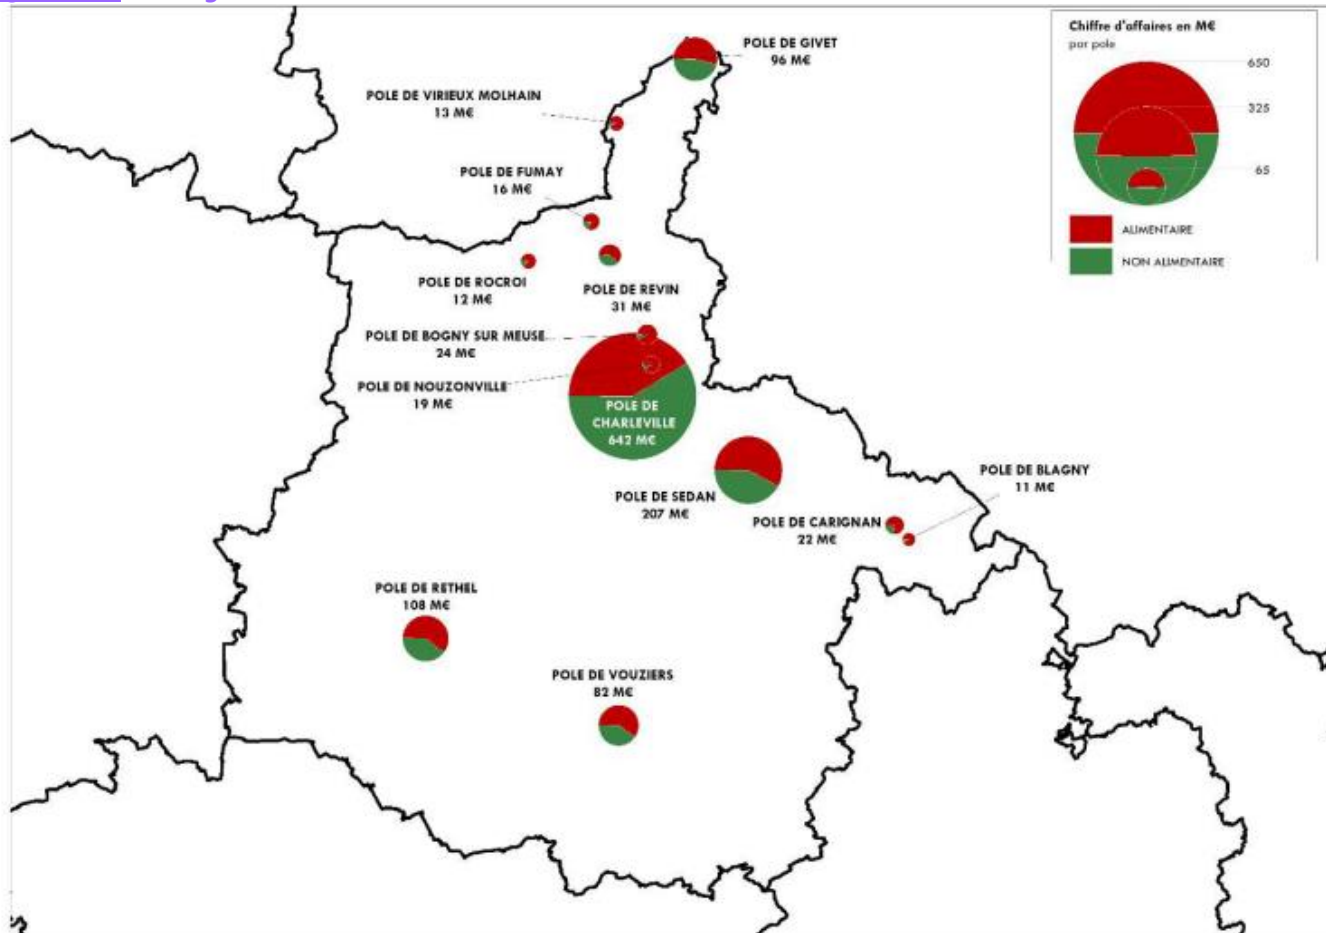 POLE DE GIVET
96 M€
POLE DE VIRIEUX MOLHAIN
13 M€
POLE DE FUMAY
16 M€
POLE DE ROCROI
12 M€
POLE DE REVIN
31 M€
POLE DE BOGNY SUR MEUSE
24 M€
POLE DE NOUZONVILLE
19 M€
POLE DE
CHARLEVILLE
642 M€
POLE DE SEDAN
207 M€
POLE DE BLAGNY
11 M€
POLE DE CARIGNAN
22 M€
POLE DE RETHEL
108 M€
POLE DE VOUZIERS
82 M€
Chiffre d'affaires en M€
par pole
650
325
65
ALIMENTAIRE
NON ALIMENTAIRE